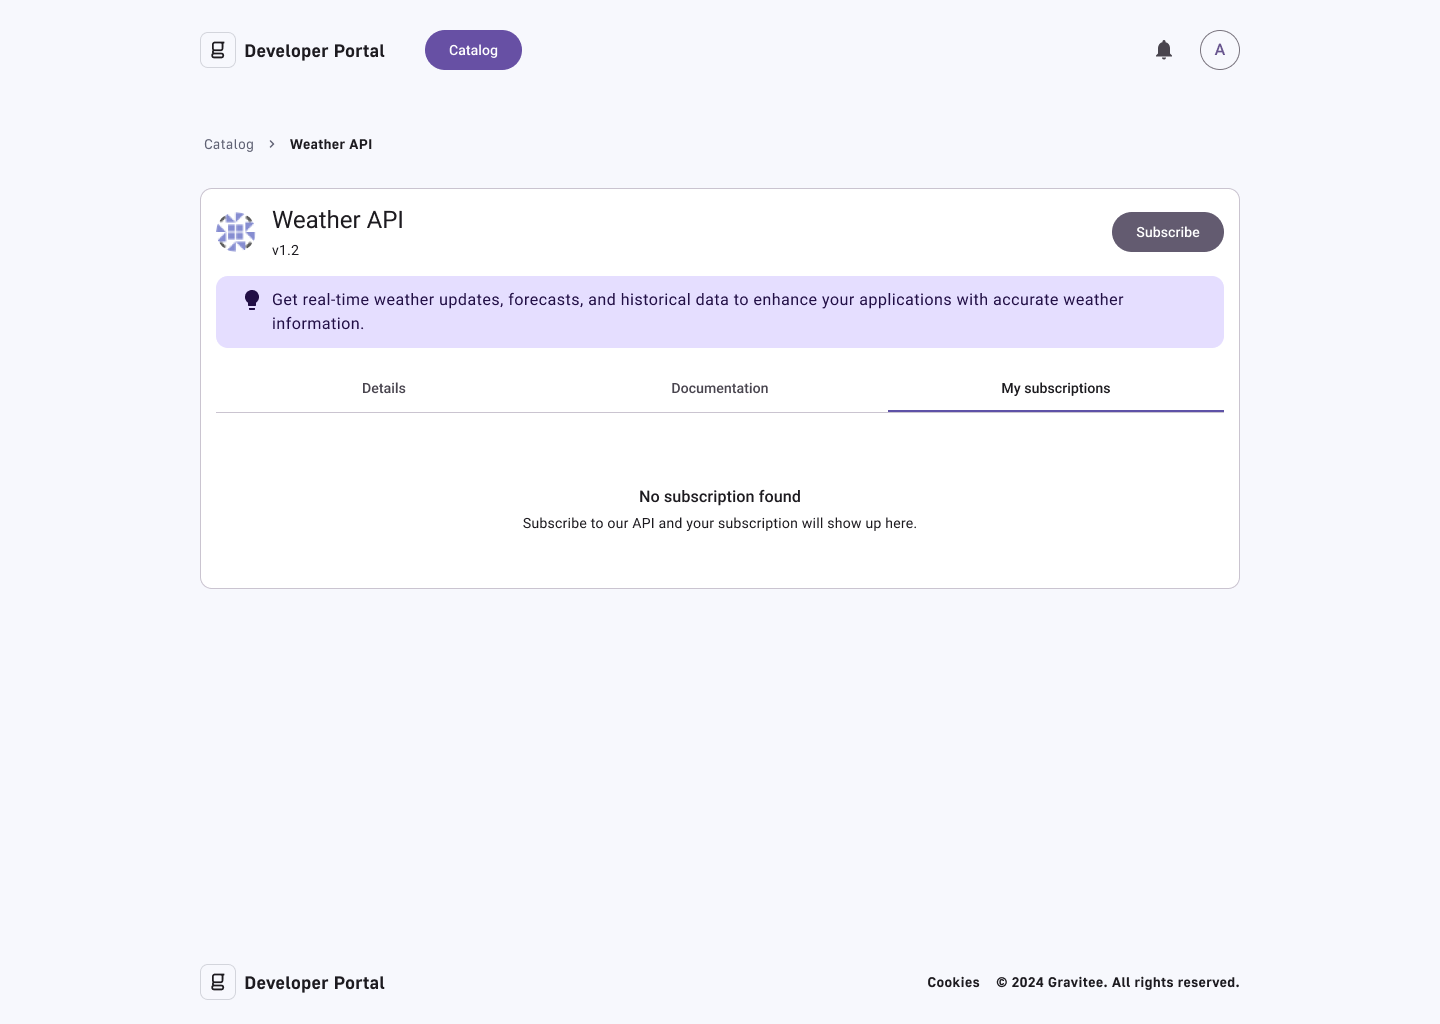 Developer Portal
Catalog
A
Catalog > Weather API
Weather API
v1.2
Subscribe
Get real-time weather updates, forecasts, and historical data to enhance your applications with accurate weather
information.
Details
Documentation
My subscriptions
No subscription found
Subscribe to our API and your subscription will show up here.
Developer Portal
Cookies
© 2024 Gravitee. All rights reserved.